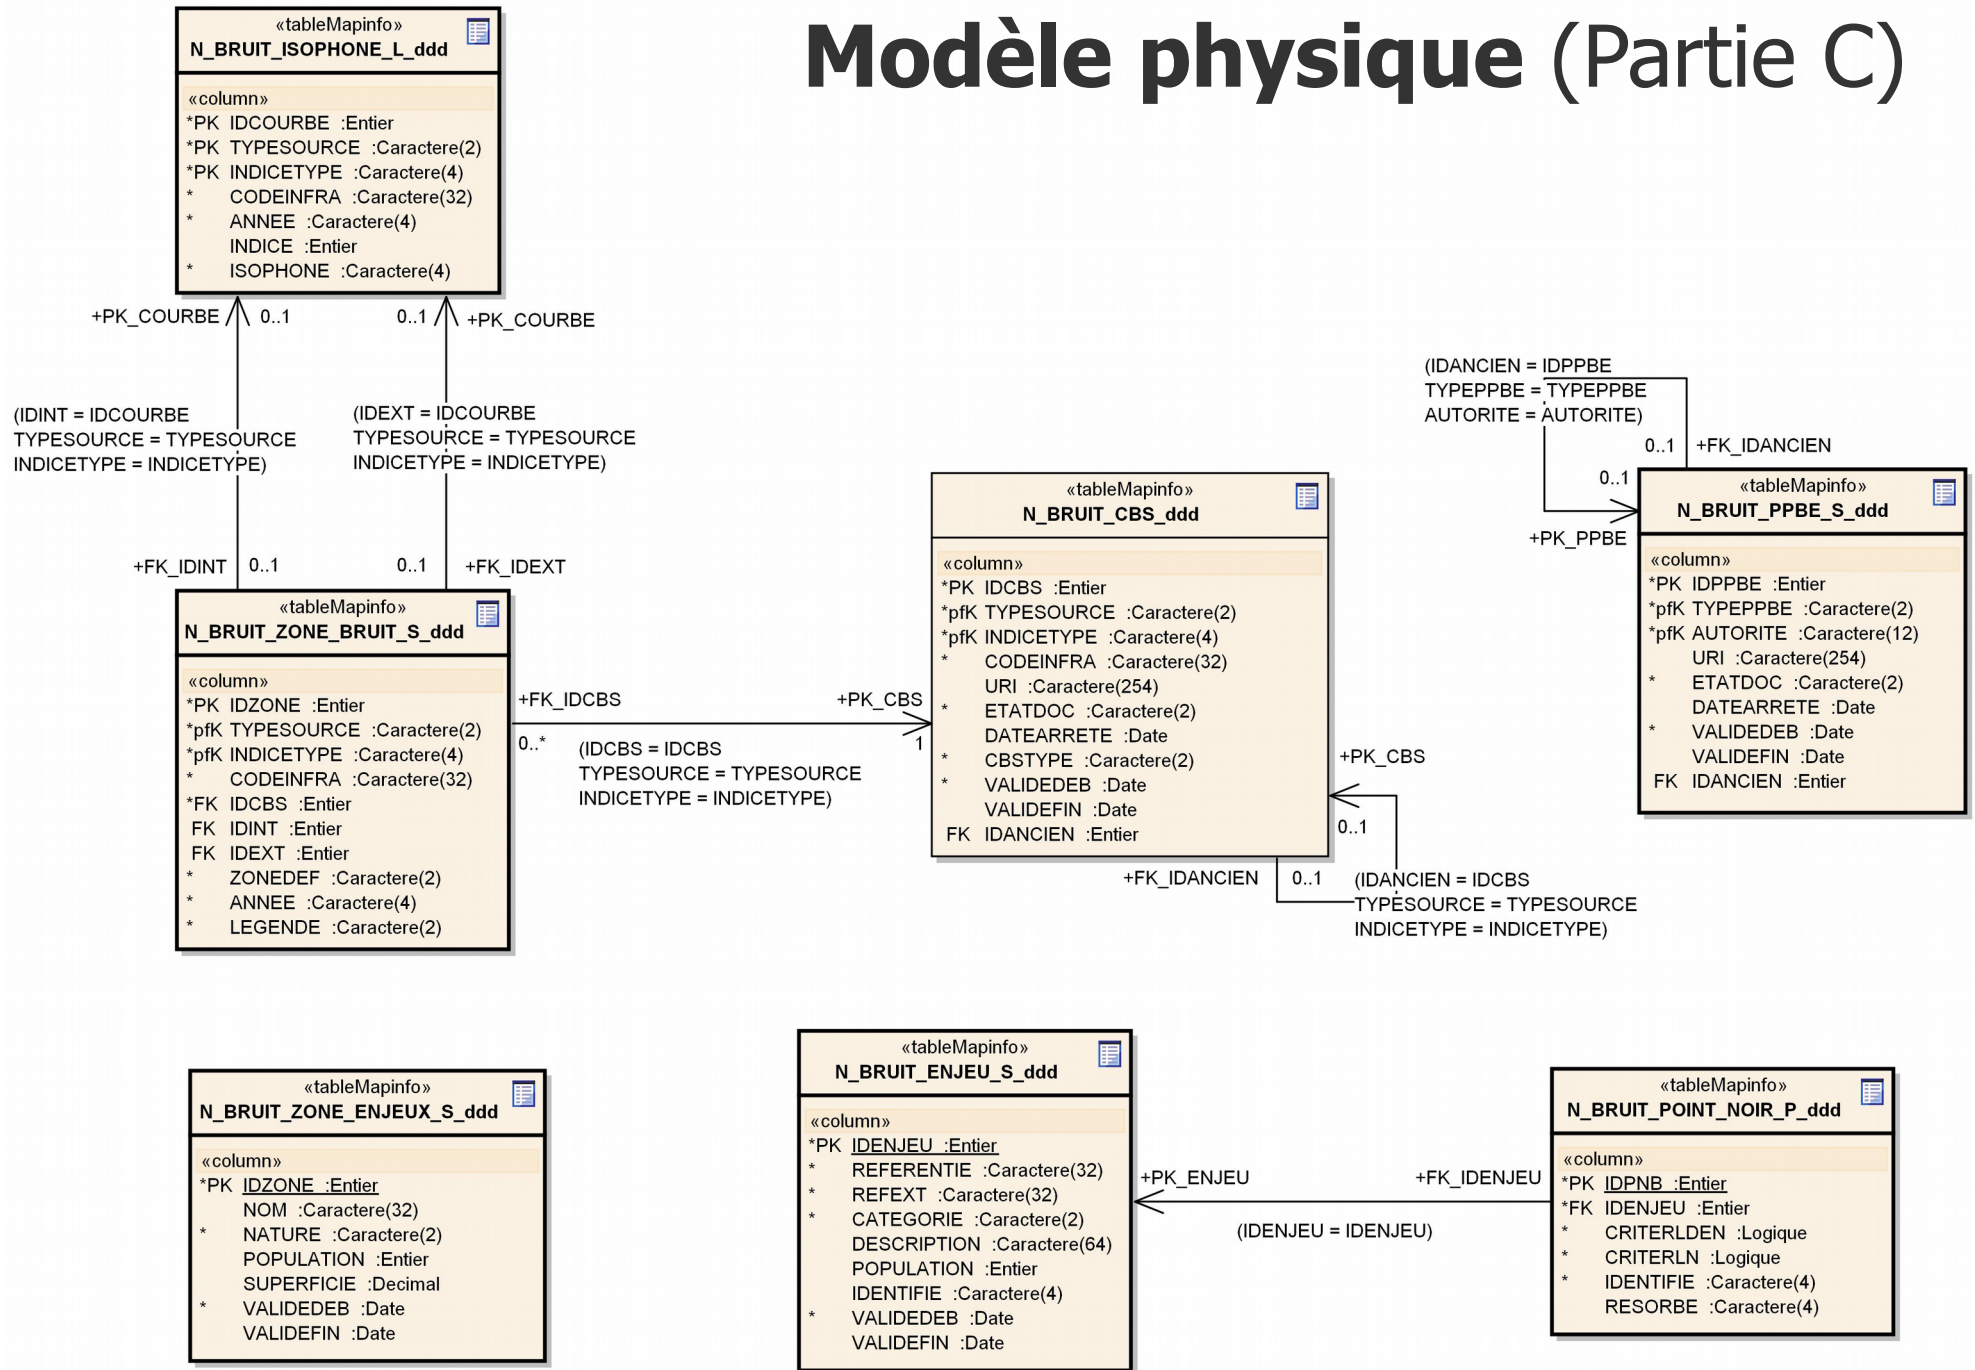 Modèle physique (Partie C)
«tableMapinfo»
N_BRUIT_ISOPHONE_L_ddd
«column»
*PK IDCOURBE :Entier
*PK TYPESOURCE :Caractere(2)
*PK INDICETYPE :Caractere(4)
* CODEINFRA :Caractere(32)
* ANNEE :Caractere(4)
INDICE :Entier
* ISOPHONE :Caractere(4)
+PK_COURBE 0..1
0..1 +PK_COURBE
(IDINT = IDCOURBE
TYPESOURCE = TYPESOURCE
INDICETYPE = INDICETYPE)
(IDEXT = IDCOURBE
TYPESOURCE = TYPESOURCE
INDICETYPE = INDICETYPE)
+FK_IDINT 0..1
0..1 +FK_IDEXT
«tableMapinfo»
N_BRUIT_ZONE_BRUIT_S_ddd
«column»
*PK IDZONE :Entier
*pfK TYPESOURCE :Caractere(2)
*pfK INDICETYPE :Caractere(4)
* CODEINFRA :Caractere(32)
*FK IDCBS :Entier
FK IDINT :Entier
FK IDEXT :Entier
* ZONEDEF :Caractere(2)
* ANNEE :Caractere(4)
* LEGENDE :Caractere(2)
+FK_IDCBS
+PK_CBS
0..*
1
(IDCBS = IDCBS
TYPESOURCE = TYPESOURCE
INDICETYPE = INDICETYPE)
«tableMapinfo»
N_BRUIT_CBS_ddd
«column»
*PK IDCBS :Entier
*pfK TYPESOURCE :Caractere(2)
*pfK INDICETYPE :Caractere(4)
* CODEINFRA :Caractere(32)
URI :Caractere(254)
* ETATDOC :Caractere(2)
DATEARRETE :Date
* CBSTYPE :Caractere(2)
* VALIDEDEB :Date
VALIDEFIN :Date
FK IDANCIEN :Entier
+PK_CBS
0..1
+FK_IDANCIEN 0..1
(IDANCIEN = IDCBS
TYPESOURCE = TYPESOURCE
INDICETYPE = INDICETYPE)
(IDANCIEN = IDPPBE
TYPEPPBE = TYPEPPBE
AUTORITE = AUTORITE)
0..1 +FK_IDANCIEN
0..1
+PK_PPBE
«tableMapinfo»
N_BRUIT_PPBE_S_ddd
«column»
*PK IDPPBE :Entier
*pfK TYPEPPBE :Caractere(2)
*pfK AUTORITE :Caractere(12)
URI :Caractere(254)
* ETATDOC :Caractere(2)
DATEARRETE :Date
* VALIDEDEB :Date
VALIDEFIN :Date
FK IDANCIEN :Entier
«tableMapinfo»
N_BRUIT_ZONE_ENJEUX_S_ddd
«column»
*PK IDZONE :Entier
NOM :Caractere(32)
* NATURE :Caractere(2)
POPULATION :Entier
SUPERFICIE :Decimal
* VALIDEDEB :Date
VALIDEFIN :Date
«tableMapinfo»
N_BRUIT_ENJEU_S_ddd
«column»
*PK IDENJEU :Entier
* REFERENTIE :Caractere(32)
* REFEXT :Caractere(32)
* CATEGORIE :Caractere(2)
DESCRIPTION :Caractere(64)
POPULATION :Entier
IDENTIFIE :Caractere(4)
* VALIDEDEB :Date
VALIDEFIN :Date
+PK_ENJEU
+FK_IDENJEU
(IDENJEU = IDENJEU)
«tableMapinfo»
N_BRUIT_POINT_NOIR_P_ddd
«column»
*PK IDPNB :Entier
*FK IDENJEU :Entier
* CRITERLDEN :Logique
* CRITERLN :Logique
* IDENTIFIE :Caractere(4)
RESORBE :Caractere(4)